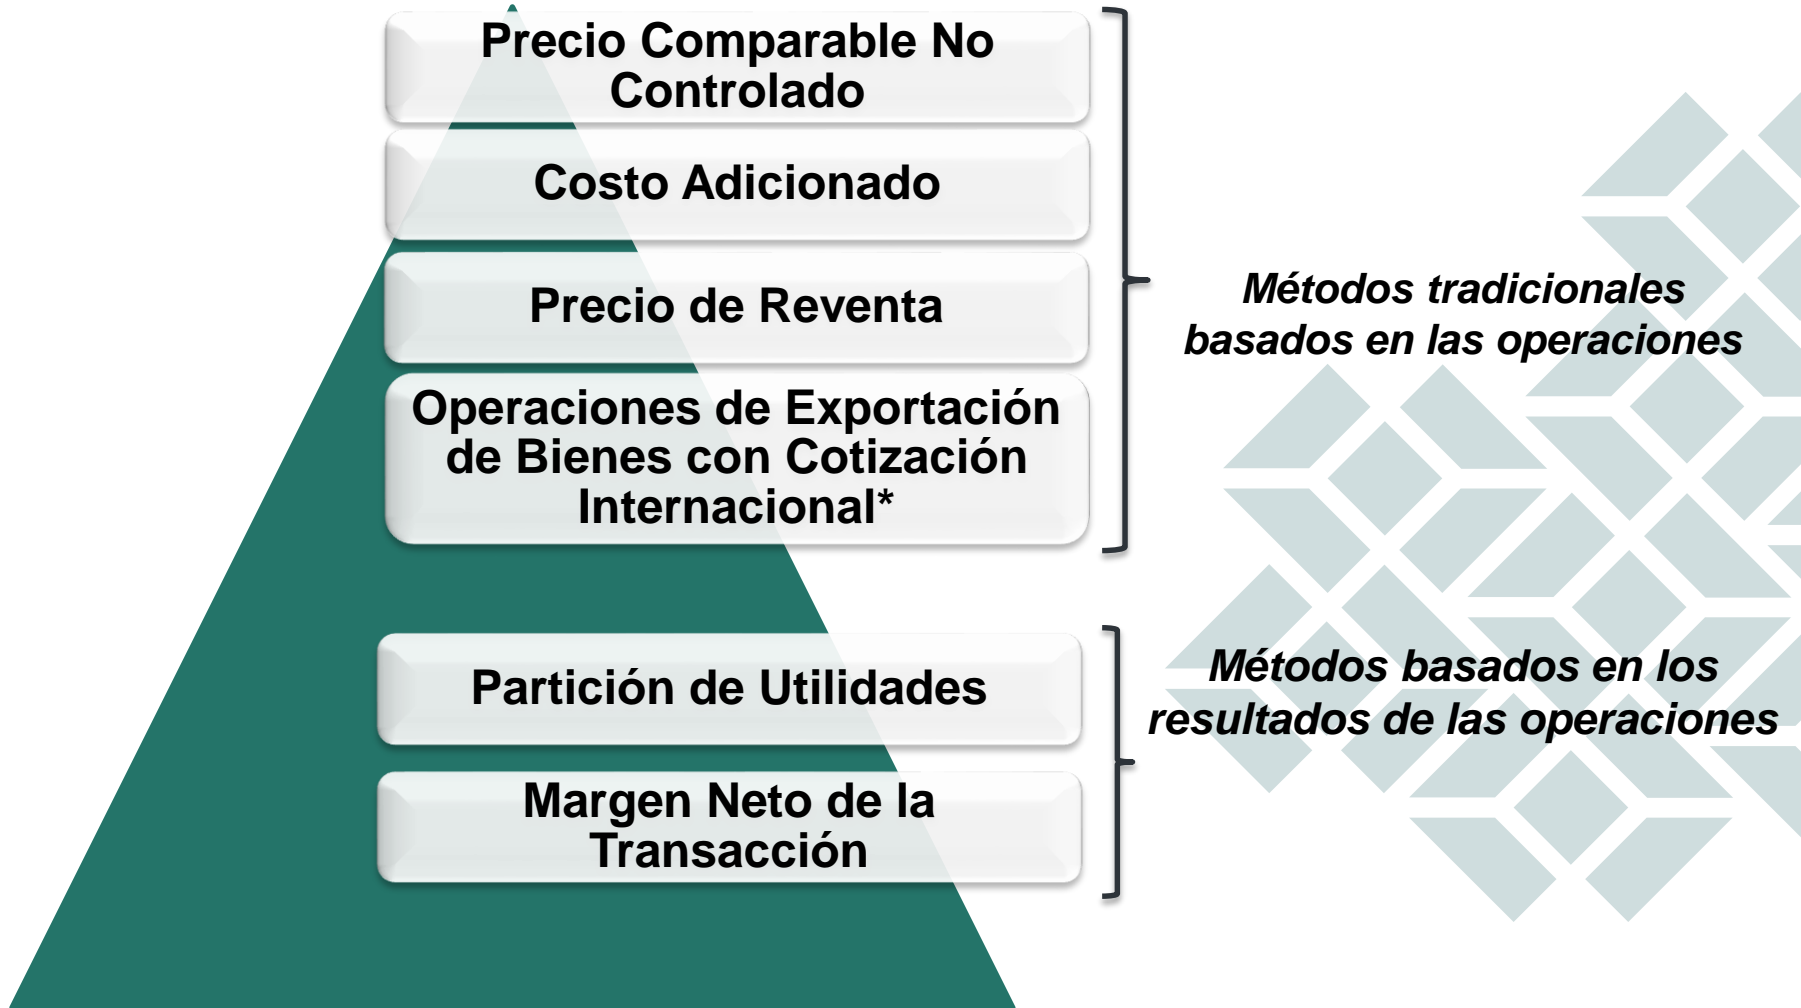 Precio Comparable No
Controlado
Costo Adicionado
Precio de Reventa
Operaciones de Exportación
de Bienes con Cotización
Internacional*
Métodos tradicionales
basados en las operaciones
Partición de Utilidades
Margen Neto de la
Transacción
Métodos basados en los
resultados de las operaciones